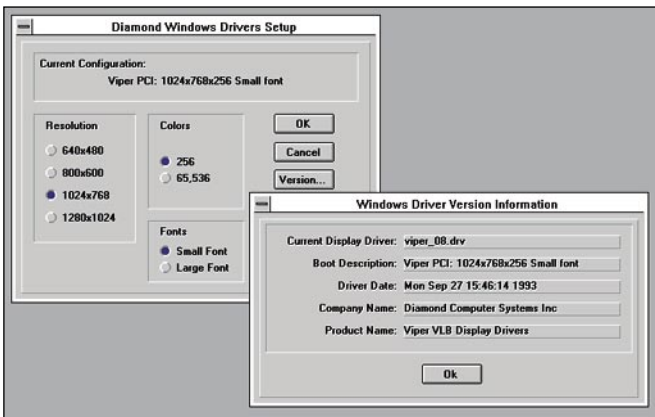 Diamond Windows Drivers Setup
Current Configuration:
Viper PCI: 1024x768x256 Small font
Resolution
640x480
800x600
1024x768
1280x1024
Colors
256
65,536
Fonts
Small Font
Large Font
OK
Cancel
Version...
Windows Driver Version Information
Current Display Driver: viper_08.drv
Boot Description: Viper PCI: 1024x768x256 Small font
Driver Date: Mon Sep 27 15:46:14 1993
Company Name: Diamond Computer Systems Inc
Product Name: Viper VLB Display Drivers
Ok